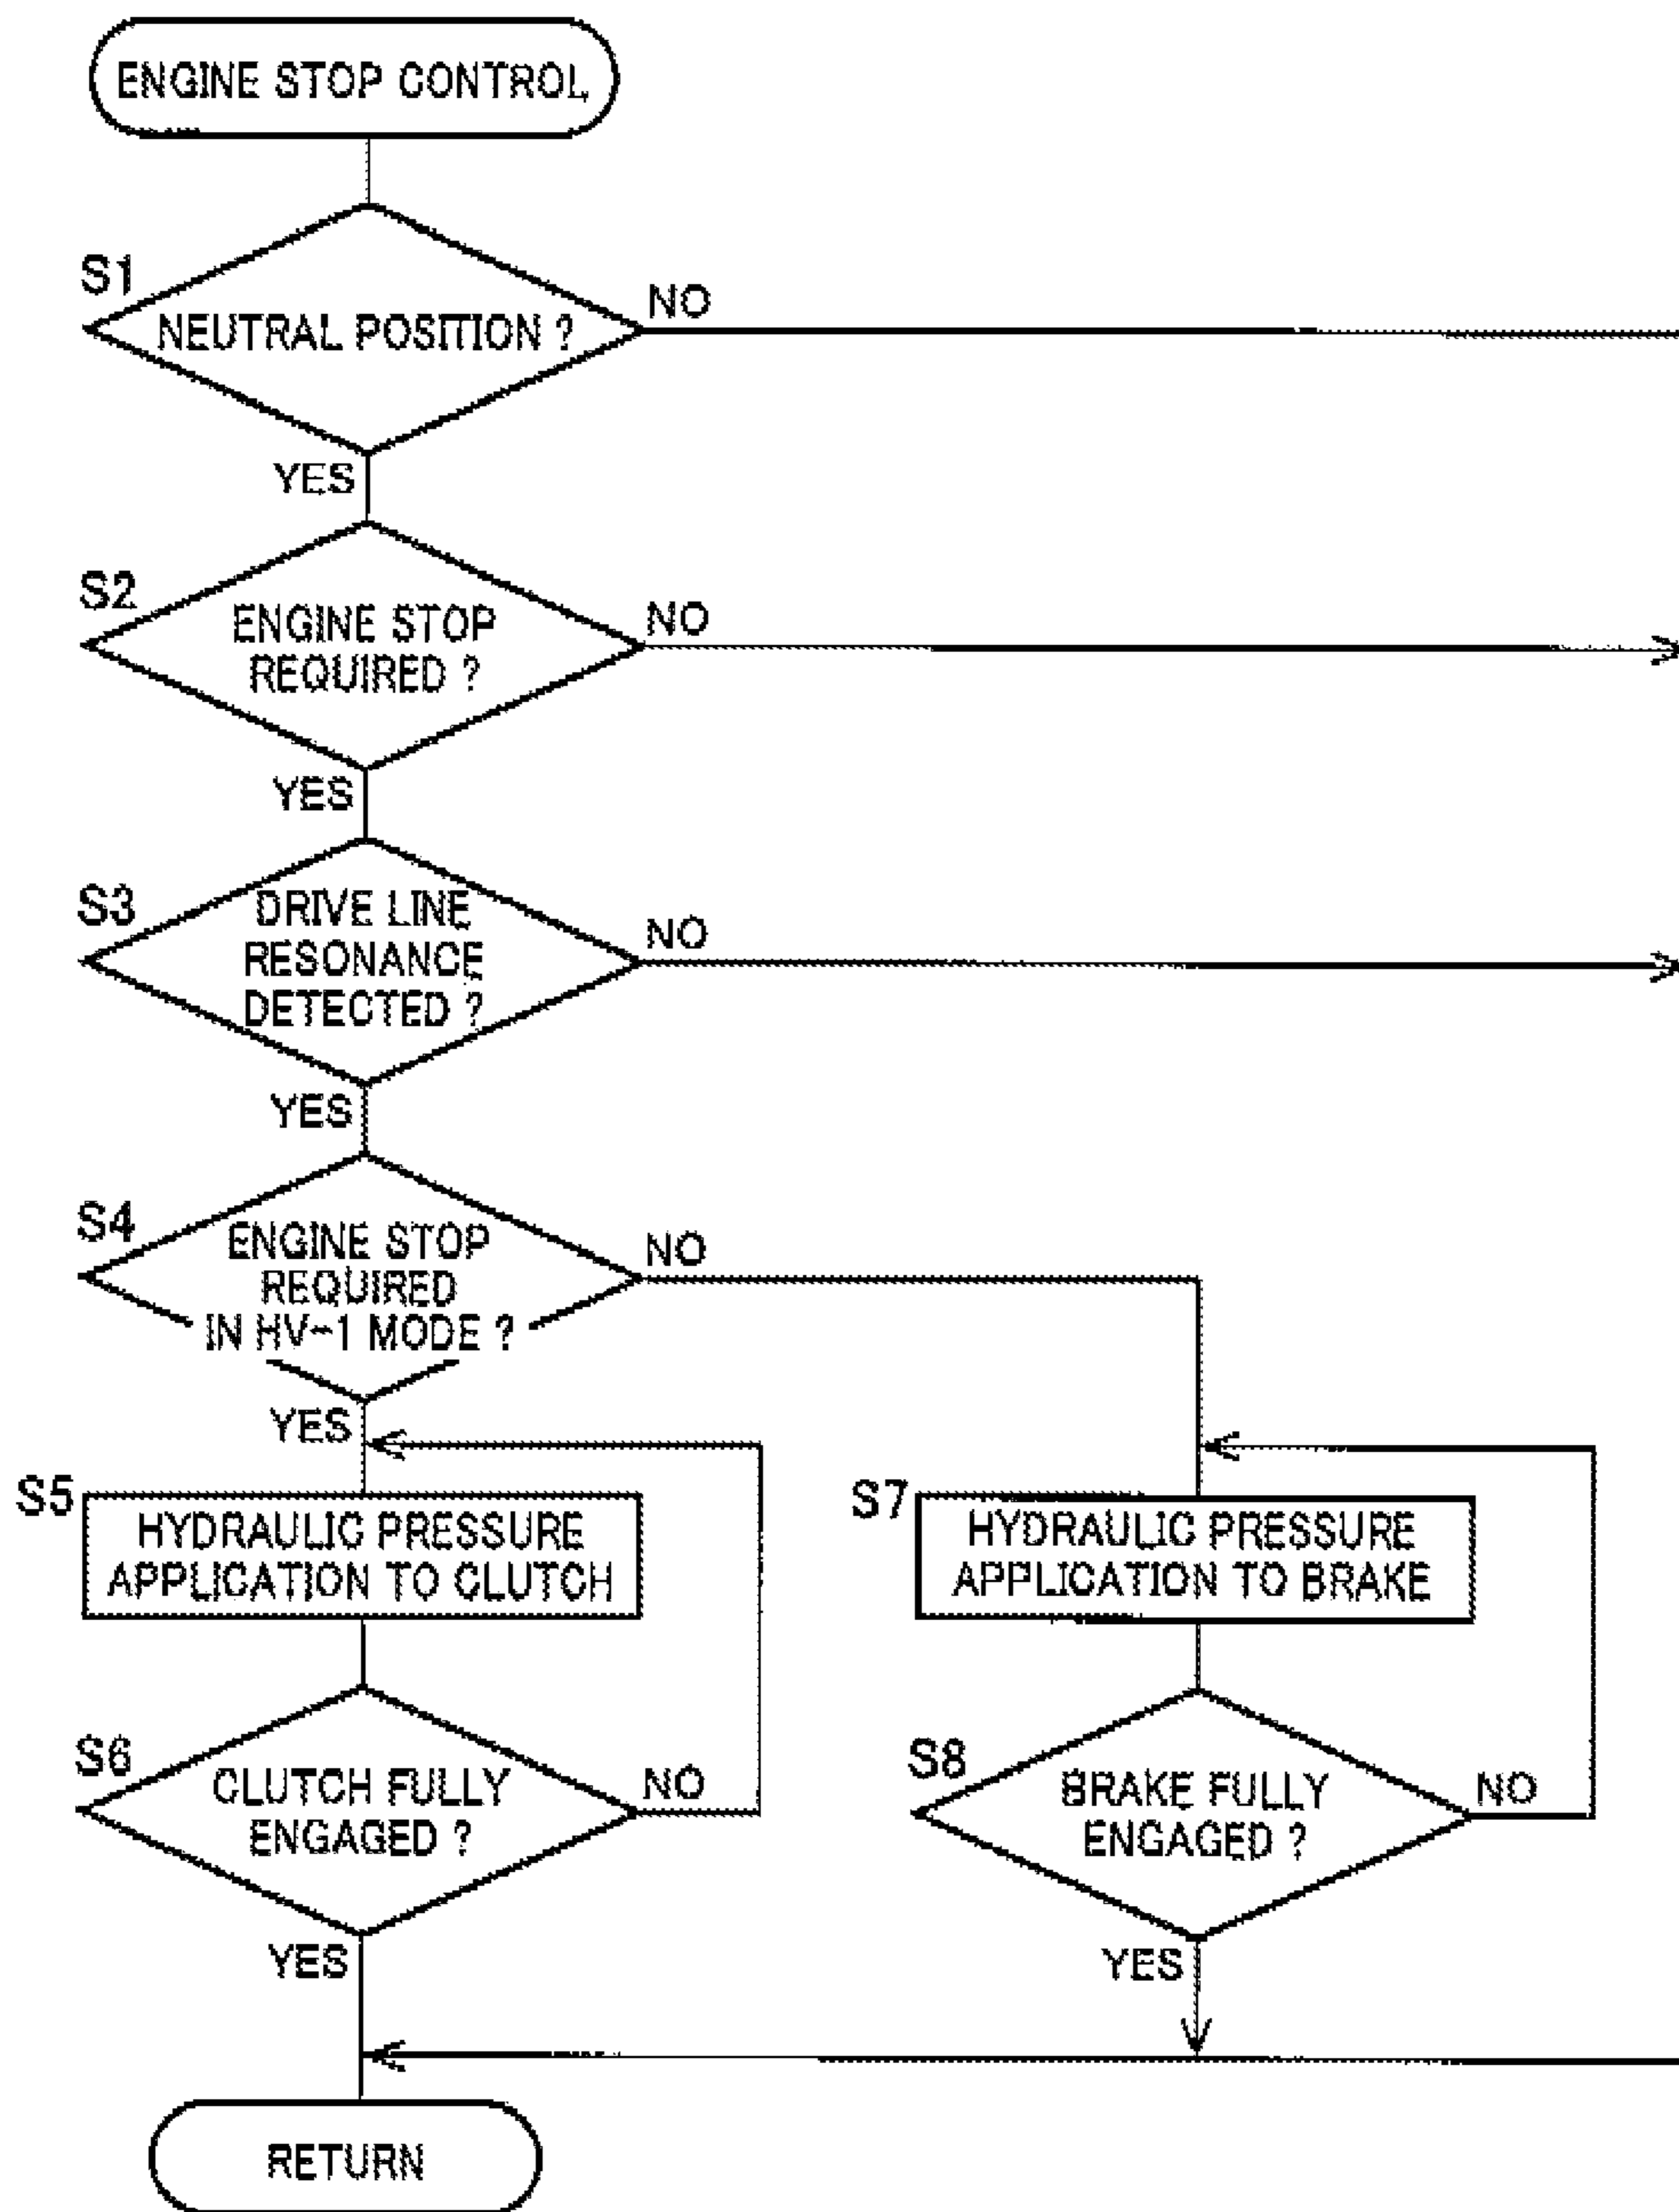 ENGINE STOP CONTROL
S1
NEUTRAL POSITION ?
NO
YES
S2
ENGINE STOP
REQUIRED ?
NO
YES
S3
DRIVE LINE
RESONANCE
DETECTED ?
NO
YES
S4
ENGINE STOP
REQUIRED
IN HV-1 MODE ?
NO
YES
S5
HYDRAULIC PRESSURE
APPLICATION TO CLUTCH
S6
CLUTCH FULLY
ENGAGED ?
NO
YES
S7
HYDRAULIC PRESSURE
APPLICATION TO BRAKE
S8
BRAKE FULLY
ENGAGED ?
NO
YES
RETURN